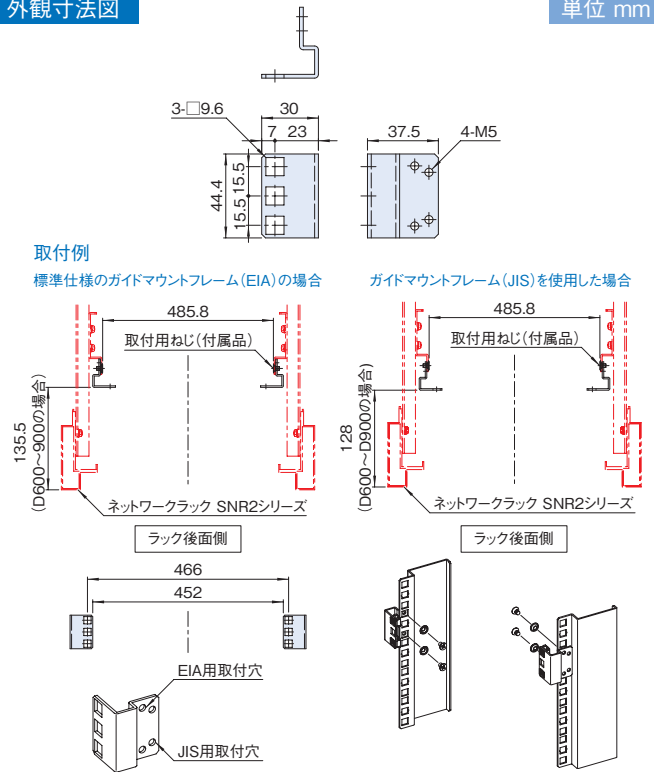 外観寸法図
単位 mm
3-□9.6
30
7 23
37.5
4-M5
44.4
15.5 15.5
取付例
標準仕様のガイドマウントフレーム（EIA）の場合
ガイドマウントフレーム（JIS）を使用した場合
485.8
取付用ねじ（付属品）
135.5
（D600～900の場合）
ネットワークラック SNR2シリーズ
ラック後面側
485.8
取付用ねじ（付属品）
128
（D600～D900の場合）
ネットワークラック SNR2シリーズ
ラック後面側
466
452
EIA用取付穴
JIS用取付穴